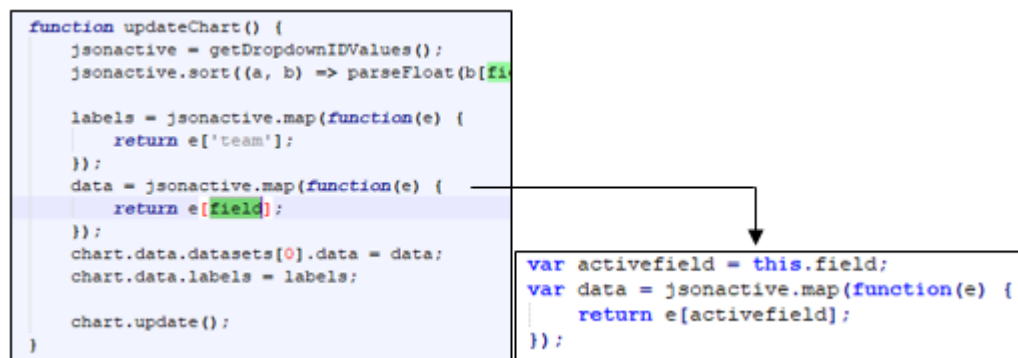 function updateChart() {
jsonactive = getDropdownIDValues();
jsonactive.sort((a, b) => parseFloat(b[fi
labels = jsonactive.map(function(e) {
return e['team'];
});
data = jsonactive.map(function(e) {
return e[field];
});
chart.data.datasets[0].data = data;
chart.data.labels = labels;
chart.update();
}
var activefield = this.field;
var data = jsonactive.map(function(e) {
return e[activefield];
});